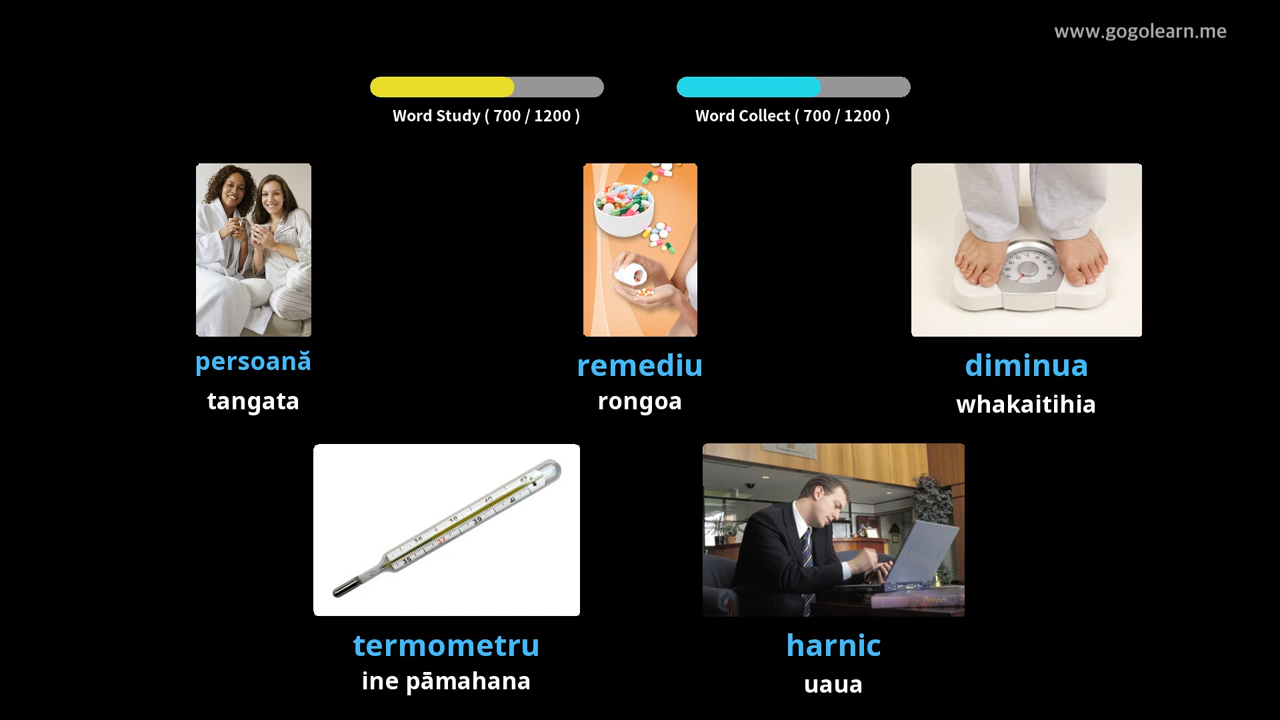 www.gogolearn.me
Word Study ( 700 / 1200 )
Word Collect ( 700 / 1200 )
persoană
remediu
diminua
tangata
rongoa
whakaitihia
termometru
harnic
ine pāmahana
uaua